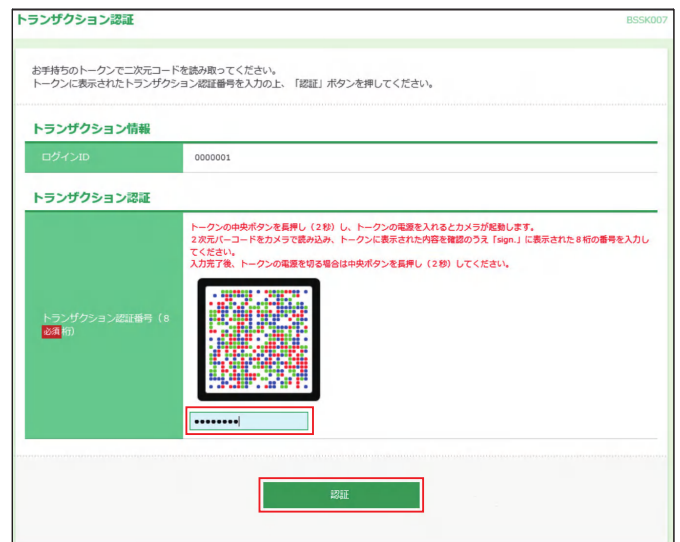 トランザクション認証
BSSK007
お手持ちのトークンで二次元コードを読み取ってください。
トークンに表示されたトランザクション認証番号を入力の上、「認証」ボタンを押してください。
トランザクション情報
ログインID
0000001
トランザクション認証
トークンの中央ボタンを長押し（2秒）し、トークンの電源を入れるとカメラが起動します。
2次元バーコードをカメラで読み込み、トークンに表示された内容を確認のうえ「sign.」に表示された8桁の番号を入力し
てください。
入力完了後、トークンの電源を切る場合は中央ボタンを長押し（2秒）してください。
トランザクション認証番号（8
必須 桁）
••••••••
認証